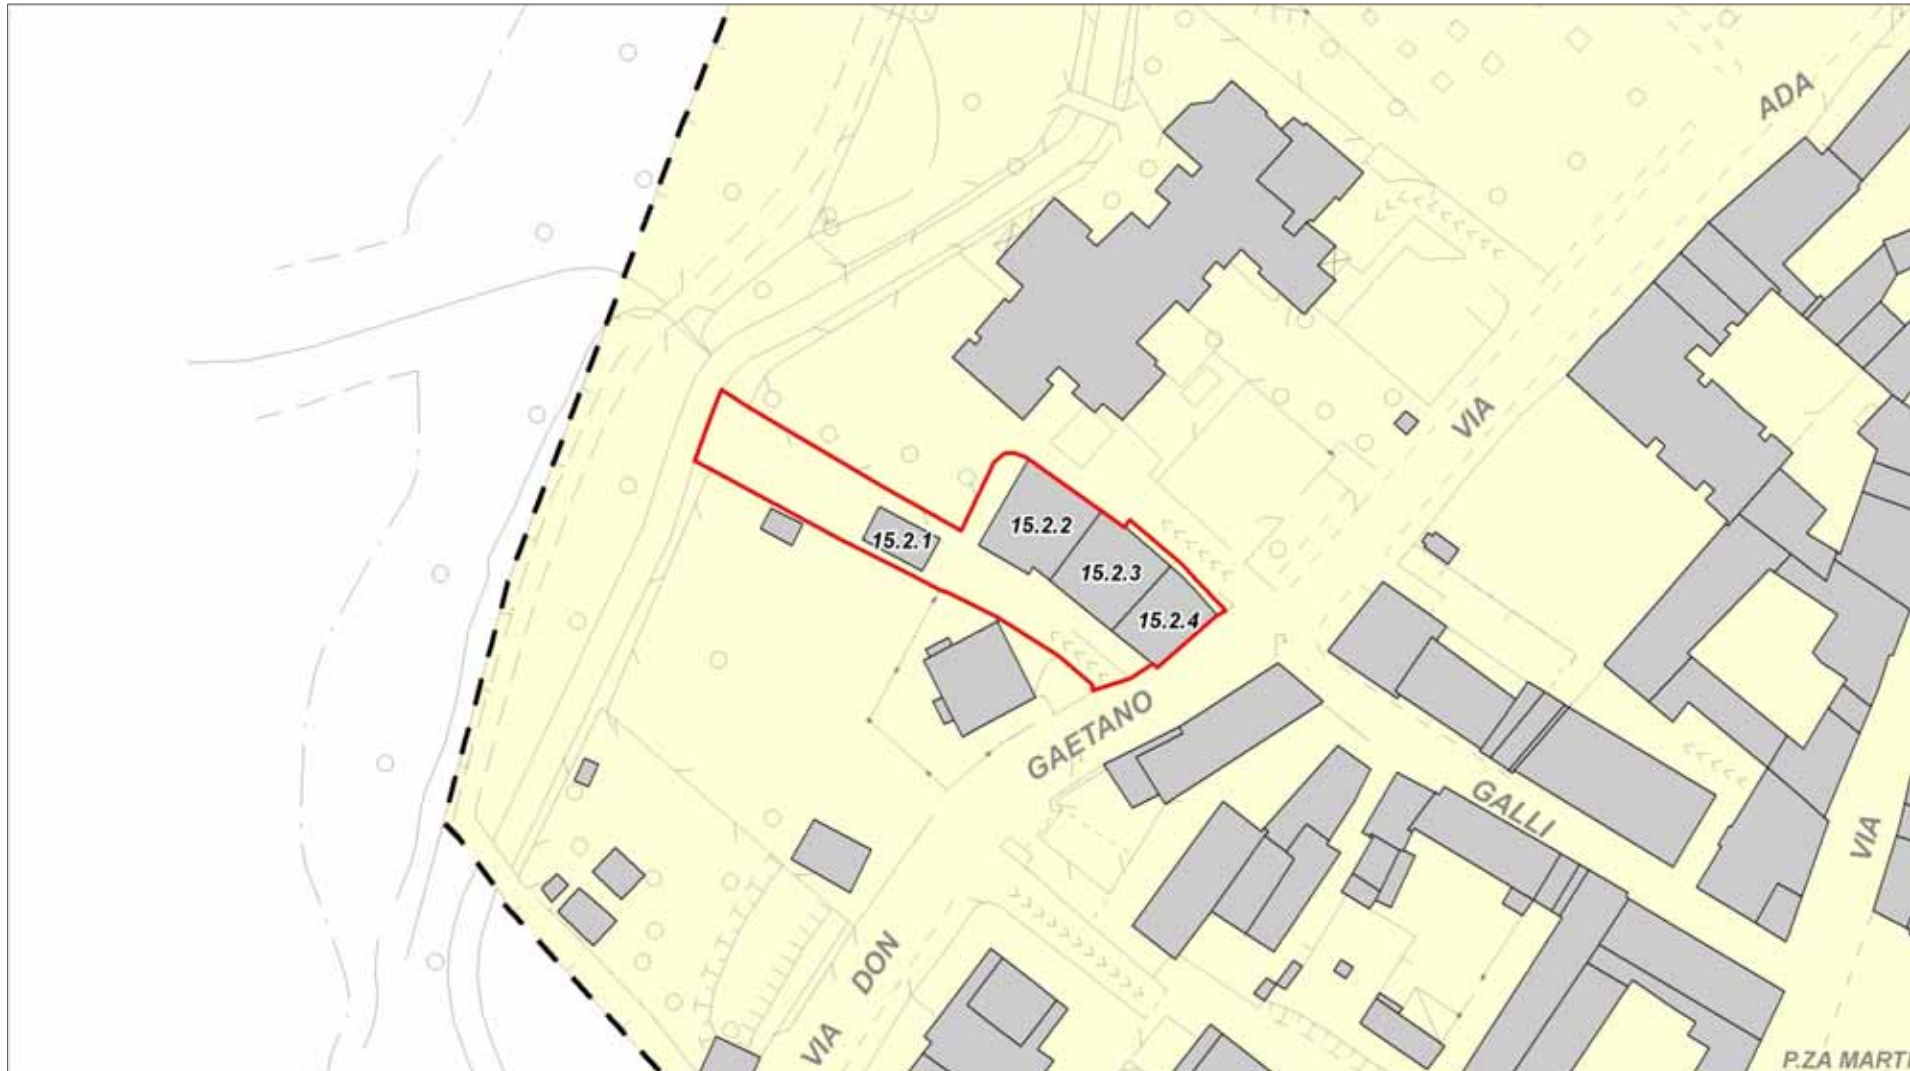 ADA
VIA
15.2.2
15.2.1
15.2.3
15.2.4
GAETANO
GALLI
VIA
DON
VIA
P.ZA MARTI